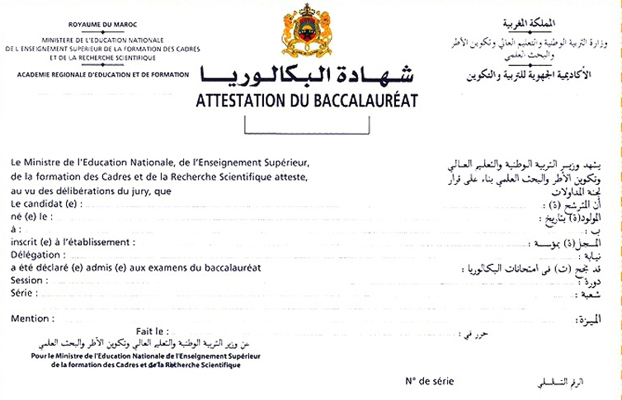 ROYAUME DU MAROC
MINISTERE DE L'EDUCATION NATIONALE
DE L'ENSEIGNEMENT SUPERIEUR DE LA FORMATION DES CADRES
ET DE LA RECHERCHE SCIENTIFIQUE
ACADEMIE REGIONALE D'EDUCATION ET DE FORMATION
المملكة المغربية
وزارة التربية الوطنية والتعليم العالي وتكوين الأطر
والبحث العلمي
الأكاديمية الجهوية للتربية والتكوين
شهادة البكالوريا
ATTESTATION DU BACCALAURÉAT
Le Ministre de l'Education Nationale, de l'Enseignement Supérieur,
de la formation des Cadres et de la Recherche Scientifique atteste,
au vu des délibérations du jury, que
Le candidat (e) :
né (e) le :
à :
inscrit (e) à l'établissement :
Délégation :
a été déclaré (e) admis (e) aux examens du baccalauréat
Session :
Série :
Mention :
يشهد وزير التربية الوطنية والتعليم العالي
وتكوين الأطر والبحث العلمي بناء على قرار
لجنة المداولات
أن المترشح (ة) :
المولود(ة) بتاريخ :
ب :
المسجل(ة) بمؤسسة :
نيابة :
قد نجح (ت) في امتحانات البكالوريا :
دورة :
شعبة :
الميزة :
Fait le :
حرر في :
عن وزير التربية الوطنية والتعليم العالي وتكوين الأطر والبحث العلمي
Pour le Ministre de l'Education Nationale de l'Enseignement Supérieur
de la formation des Cadres et de la Recherche Scientifique
N° de série
الرقم التسلسلي